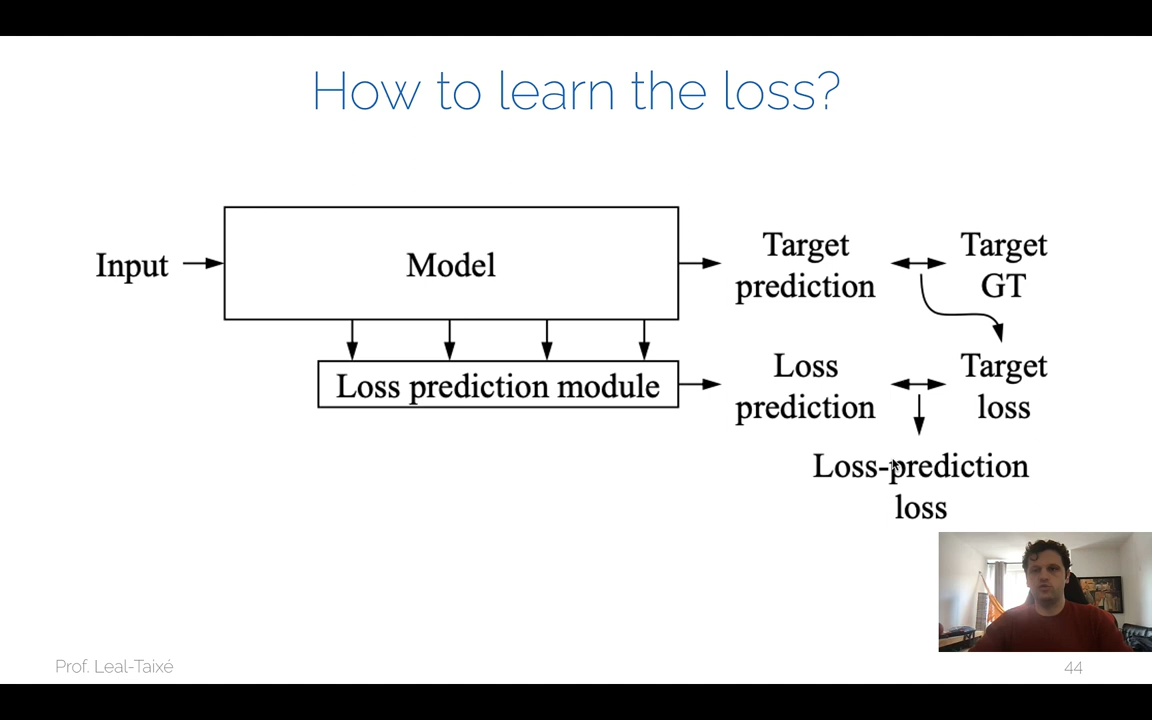 How to learn the loss?
Input
Model
Target
prediction
Target
GT
Loss prediction module
Loss
prediction
Target
loss
Loss-prediction
loss
Prof. Leal-Taixé
44